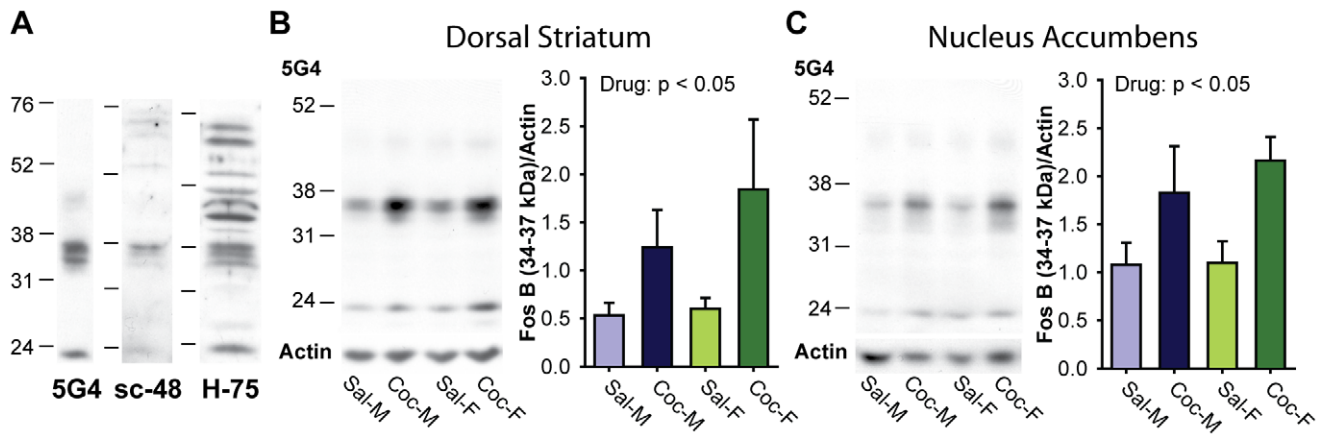 A
76
52
38
31
24
5G4 sc-48 H-75
B
Dorsal Striatum
5G4
52
38
31
24
Actin
Sal-M
Coc-M
Sal-F
Coc-F
Fos B (34-37 kDa)/Actin
Drug: p < 0.05
3.0
2.5
2.0
1.5
1.0
0.5
0.0
Sal-M
Coc-M
Sal-F
Coc-F
C
Nucleus Accumbens
5G4
52
38
31
24
Actin
Sal-M
Coc-M
Sal-F
Coc-F
Fos B (34-37 kDa)/Actin
Drug: p < 0.05
3.0
2.5
2.0
1.5
1.0
0.5
0.0
Sal-M
Coc-M
Sal-F
Coc-F